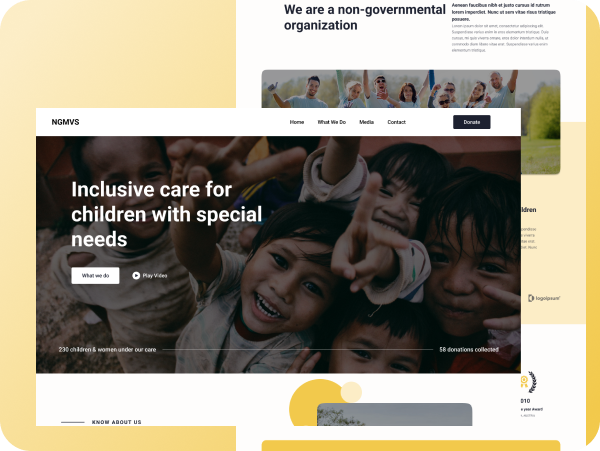 We are a non-governmental
organization
Aenean faucibus nibh et justo cursus id rutrum
lorem imperdiet. Nunc ut sem vitae risus tristique
posuere.
Lorem ipsum dolor sit amet, consectetur adipiscing elit.
Suspendisse varius enim in eros elementum tristique. Duis
cursus, mi quis viverra ornare, eros dolor interdum nulla, ut
commodo diam libero vitae erat. Suspendisse varius enim
elementum tristique.
NGMVS
Home
What We Do
Media
Contact
Donate
Inclusive care for
children with special
needs
What we do
Play Video
230 children & women under our care
58 donations collected
ldren
logoipsum
010
KNOW ABOUT US